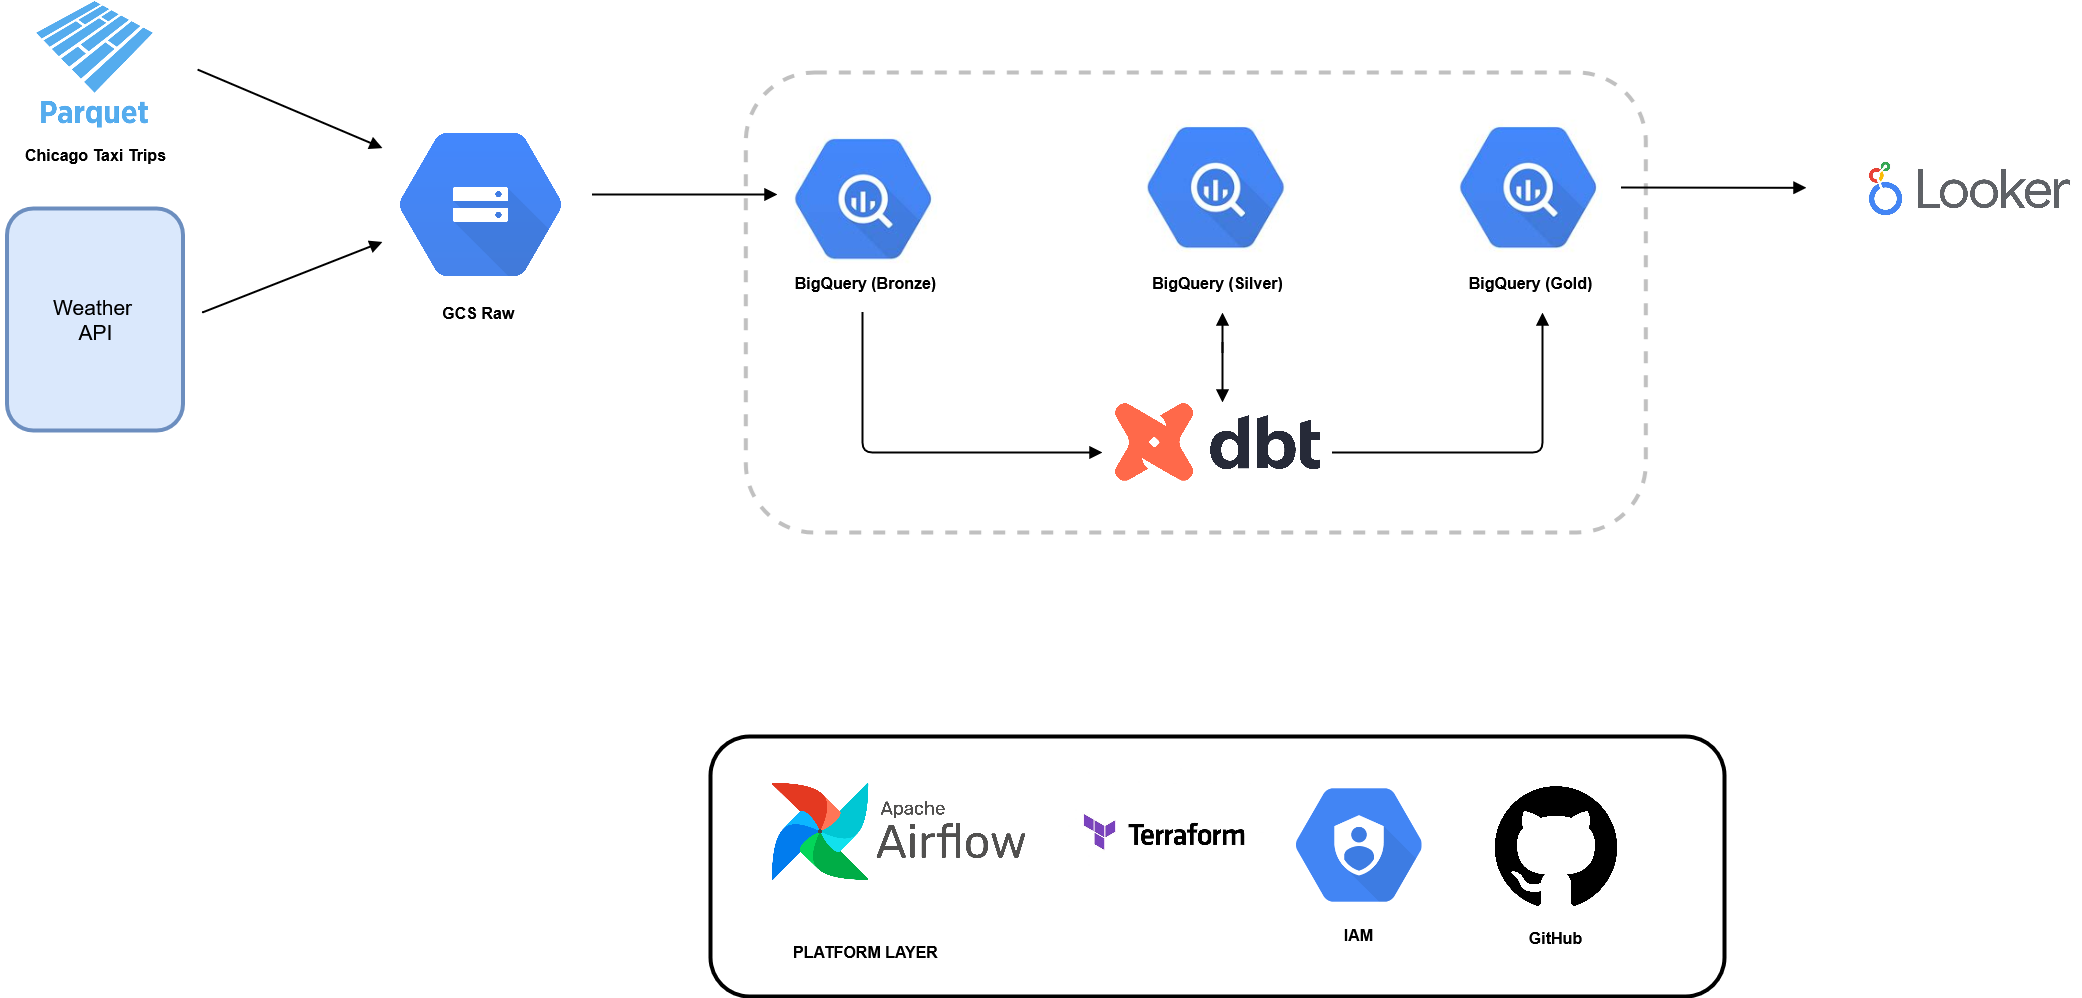 Parquet
Chicago Taxi Trips
Weather
API
GCS Raw
BigQuery (Bronze)
BigQuery (Silver)
BigQuery (Gold)
dbt
Looker
Apache
Airflow
Terraform
IAM
GitHub
PLATFORM LAYER